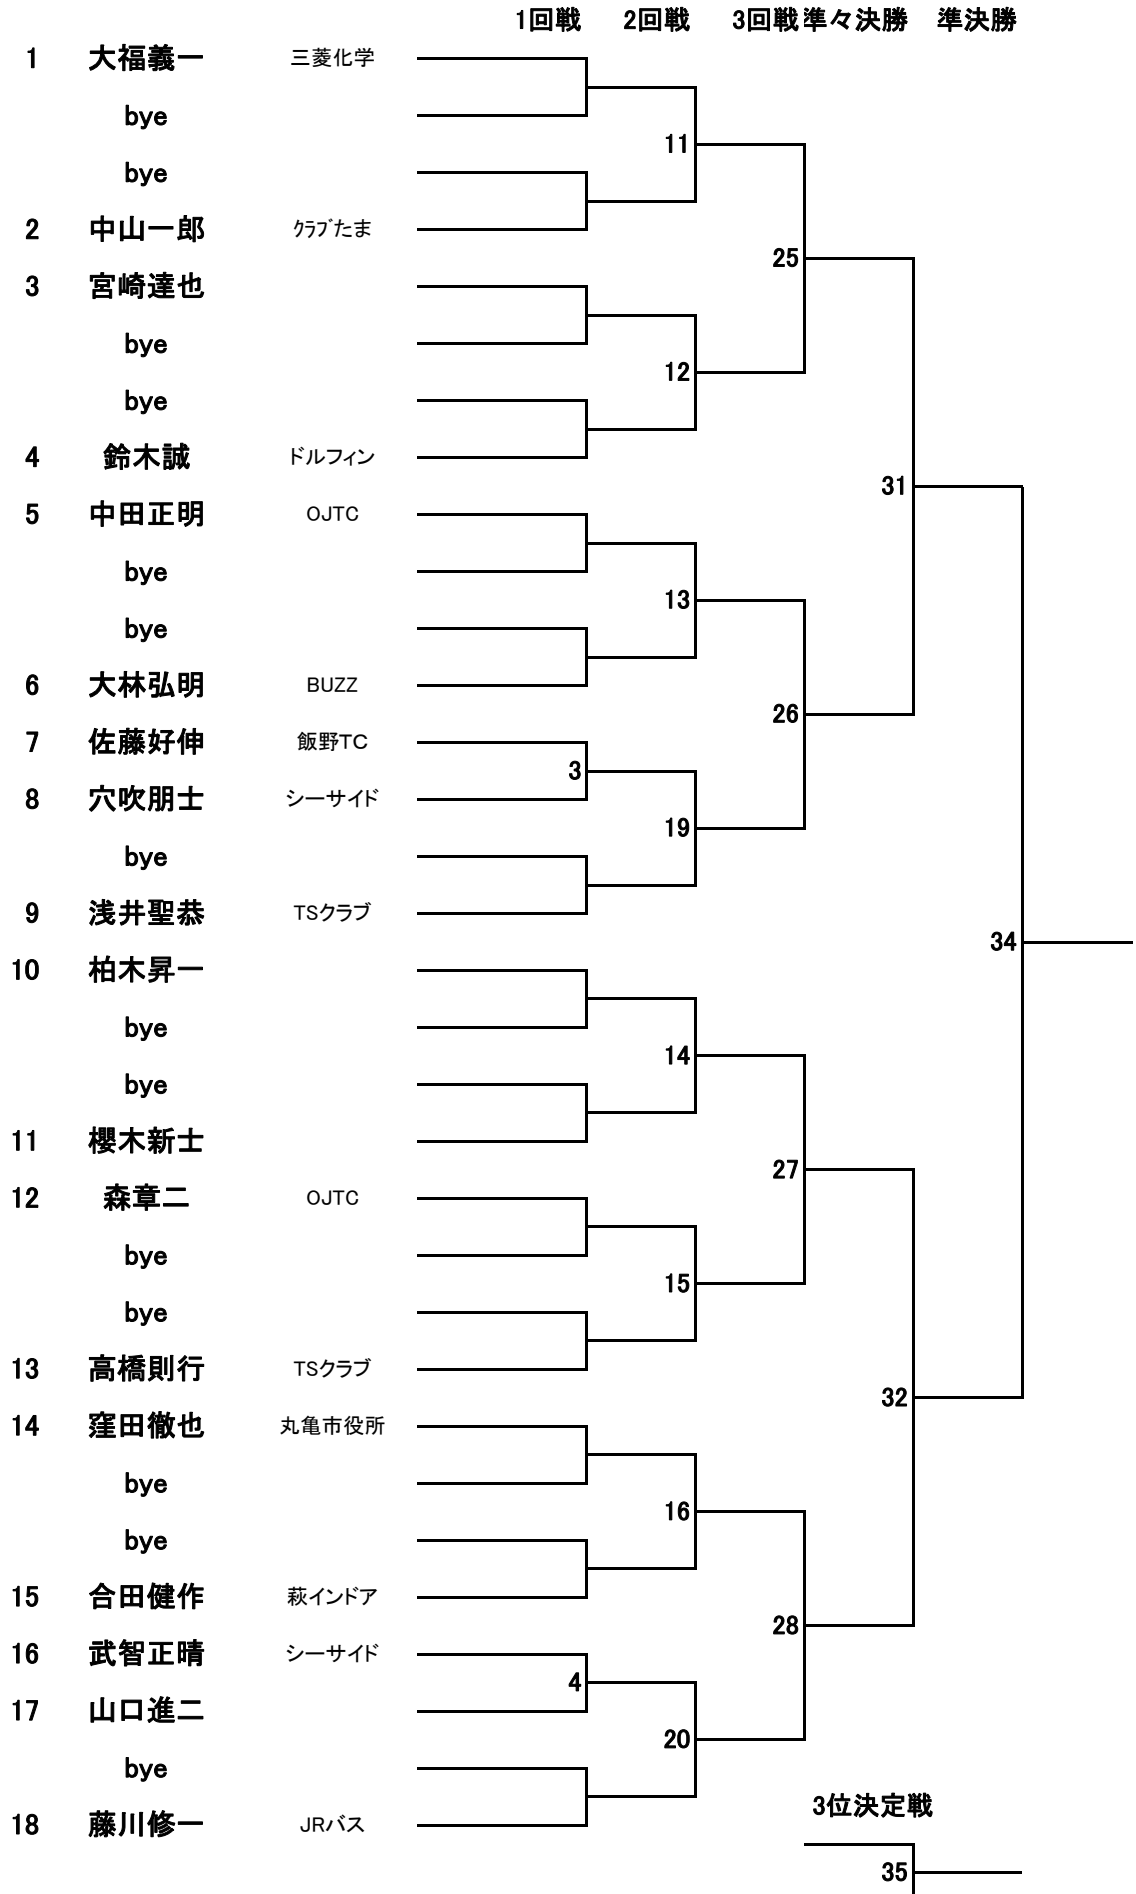 1回戦 2回戦 3回戦 準々決勝 準決勝
1 大福義一 三菱化学
bye
11
bye
2 中山一郎 ｸﾗﾌﾞたま
25
3 宮崎達也
bye
12
bye
4 鈴木誠 ドルフィン
31
5 中田正明 OJTC
bye
13
bye
6 大林弘明 BUZZ
26
7 佐藤好伸 飯野TC
3
8 穴吹朋士 シーサイド
19
bye
9 浅井聖恭 TSクラブ
34
10 柏木昇一
bye
14
bye
11 櫻木新士
27
12 森章二 OJTC
bye
15
bye
13 高橋則行 TSクラブ
32
14 窪田徹也 丸亀市役所
bye
16
bye
15 合田健作 萩インドア
28
16 武智正晴 シーサイド
4
17 山口進二
20
bye
3位決定戦
18 藤川修一 JRバス
35